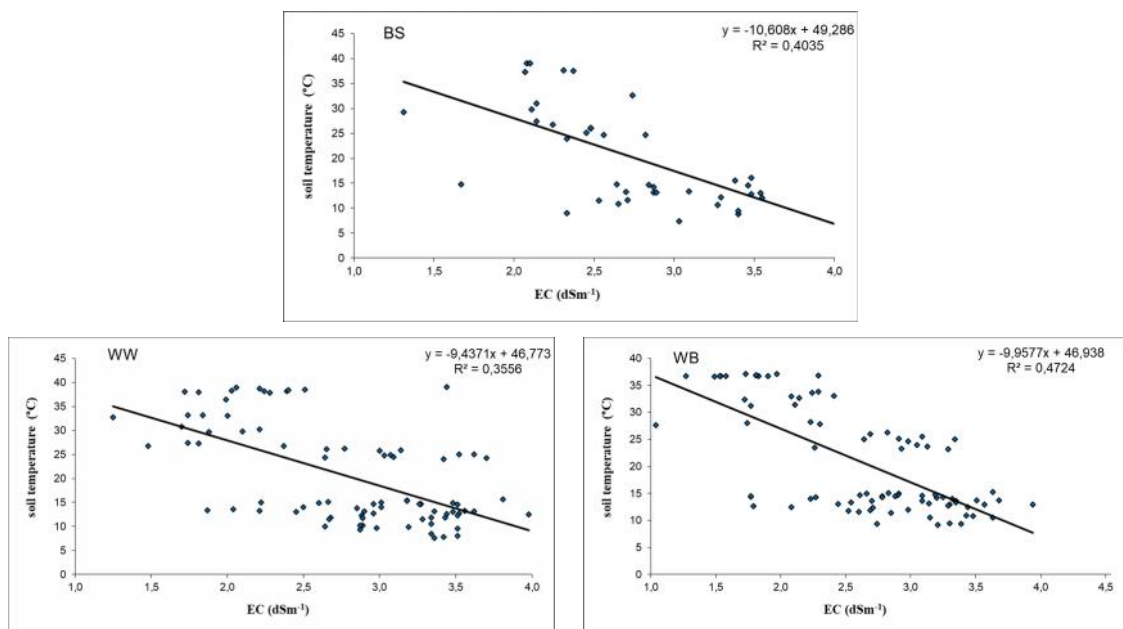 BS
y = -10,608x + 49,286
R² = 0,4035
45
40
35
30
25
20
15
10
5
0
soil temperature (°C)
1,0 1,5 2,0 2,5 3,0 3,5 4,0
EC (dSm⁻¹)
WW
y = -9,4371x + 46,773
R² = 0,3556
45
40
35
30
25
20
15
10
5
0
soil temperature (°C)
1,0 1,5 2,0 2,5 3,0 3,5 4,0
EC (dSm⁻¹)
WB
y = -9,9577x + 46,938
R² = 0,4724
40
35
30
25
20
15
10
5
0
soil temperature (°C)
1,0 1,5 2,0 2,5 3,0 3,5 4,0 4,5
EC (dSm⁻¹)